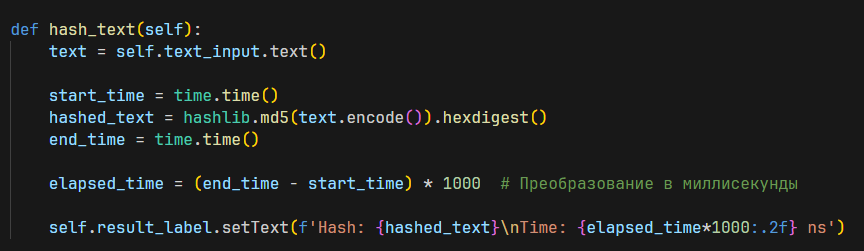 def hash_text(self):
    text = self.text_input.text()
    start_time = time.time()
    hashed_text = hashlib.md5(text.encode()).hexdigest()
    end_time = time.time()
    elapsed_time = (end_time - start_time) * 1000  # Преобразование в миллисекунды
    self.result_label.setText(f'Hash: {hashed_text}\nTime: {elapsed_time*1000:.2f} ns')